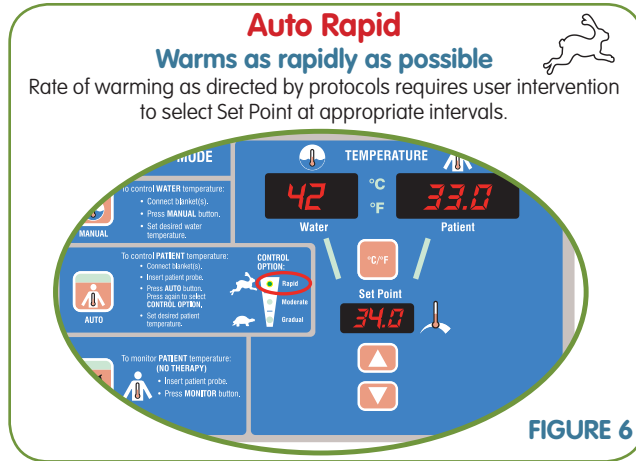 Auto Rapid
Warms as rapidly as possible
Rate of warming as directed by protocols requires user intervention
to select Set Point at appropriate intervals.
MODE
To control WATER temperature:
• Connect blanket(s).
• Press MANUAL button.
• Set desired water
temperature.
MANUAL
To control PATIENT temperature:
• Connect blanket(s).
• Insert patient probe.
• Press AUTO button.
Press again to select
CONTROL OPTION.
• Set desired patient
temperature.
AUTO
CONTROL
OPTION:
Rapid
Moderate
Gradual
To monitor PATIENT temperature:
(NO THERAPY)
• Insert patient probe.
• Press MONITOR button.
TEMPERATURE
42
°C
°F
33.0
Water
Patient
°C/°F
Set Point
34.0
FIGURE 6